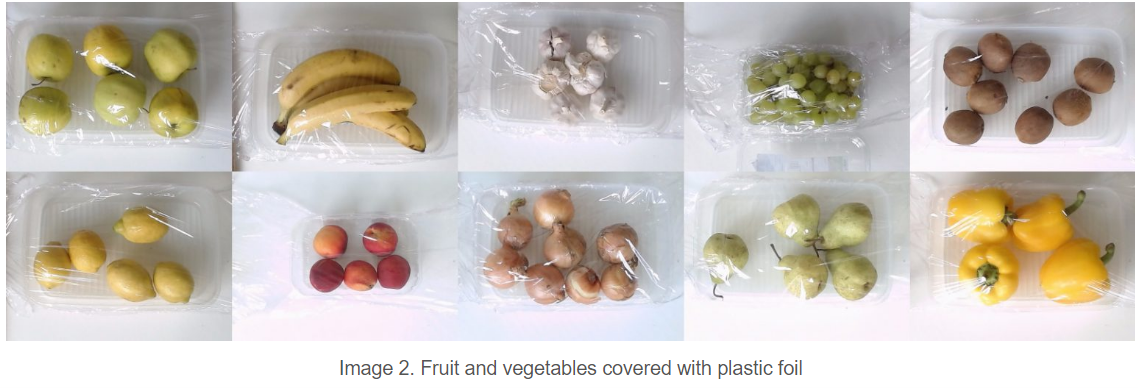 Image 2. Fruit and vegetables covered with plastic foil